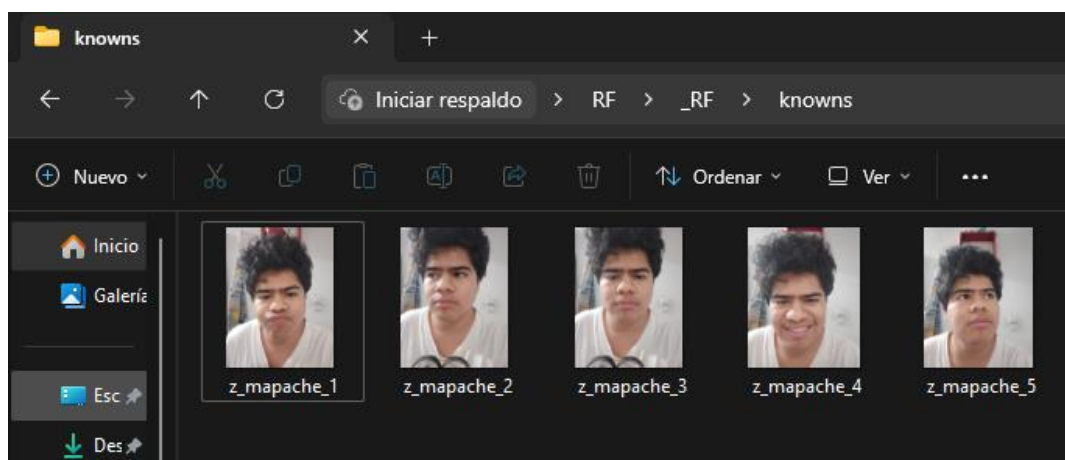 knowns
Iniciar respaldo > RF > _RF > knowns
Nuevo
Ordenar
Ver
Inicio
Galería
Esc
Des
z_mapache_1
z_mapache_2
z_mapache_3
z_mapache_4
z_mapache_5